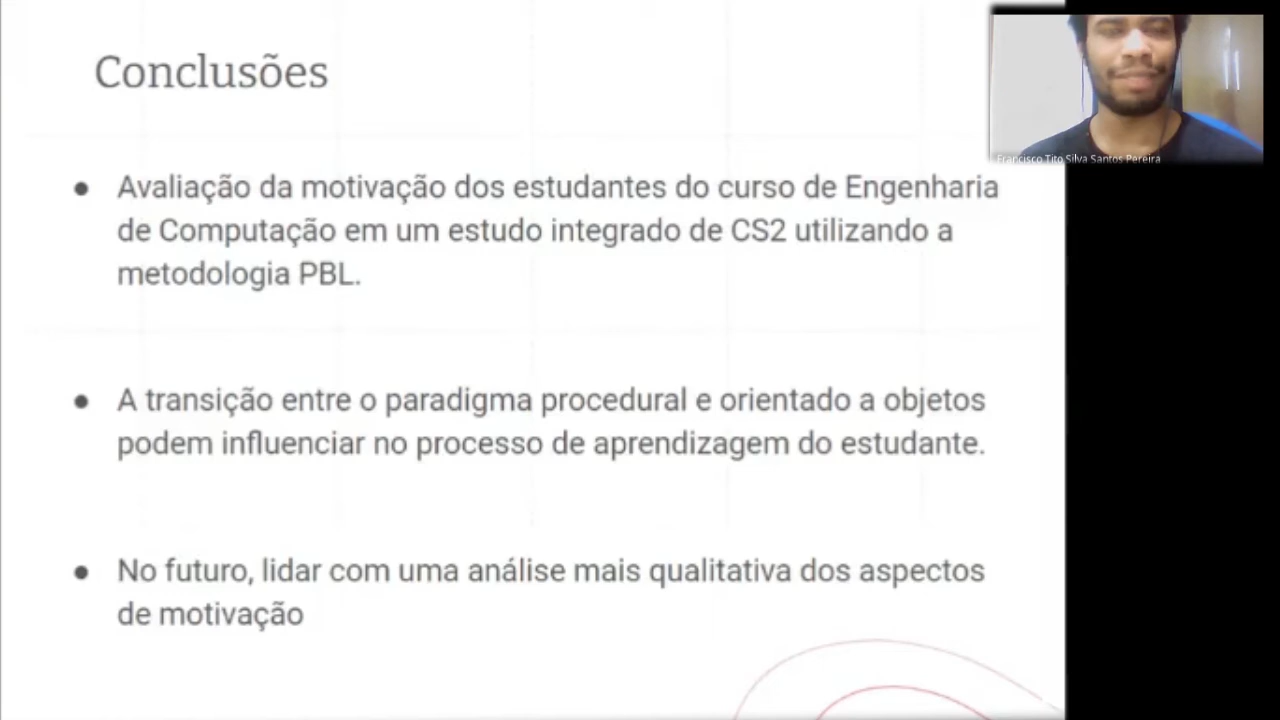 Conclusões
Francisco Tito Silva Santos Pereira
● Avaliação da motivação dos estudantes do curso de Engenharia
de Computação em um estudo integrado de CS2 utilizando a
metodologia PBL.
● A transição entre o paradigma procedural e orientado a objetos
podem influenciar no processo de aprendizagem do estudante.
● No futuro, lidar com uma análise mais qualitativa dos aspectos
de motivação